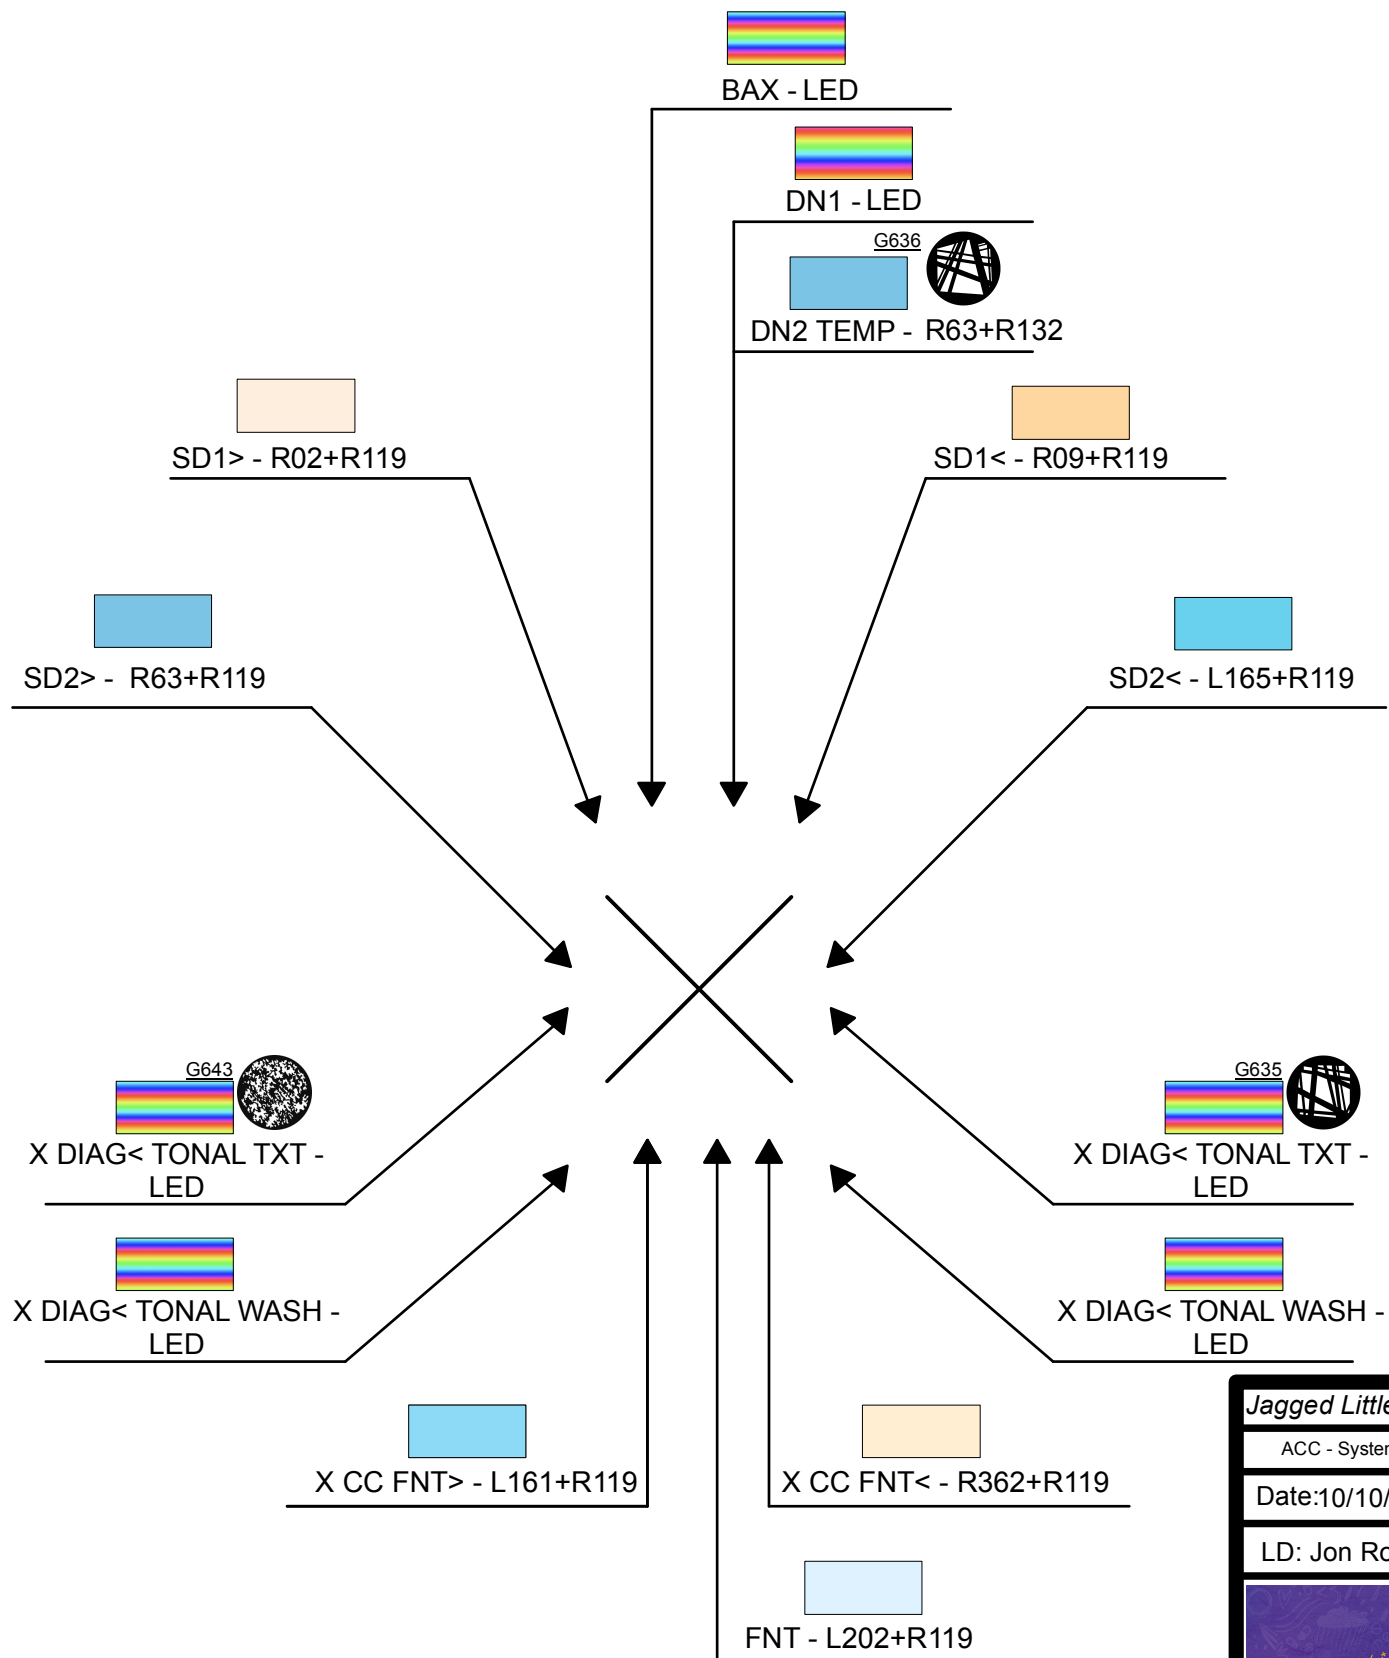 BAX - LED
DN1 - LED
G636
DN2 TEMP - R63+R132
SD1> - R02+R119
SD1< - R09+R119
SD2> - R63+R119
SD2< - L165+R119
G643
X DIAG< TONAL TXT -
LED
G635
X DIAG< TONAL TXT -
LED
X DIAG< TONAL WASH -
LED
X DIAG< TONAL WASH -
LED
X CC FNT> - L161+R119
X CC FNT< - R362+R119
FNT - L202+R119
Jagged Little
ACC - System
Date:10/10/
LD: Jon Ro